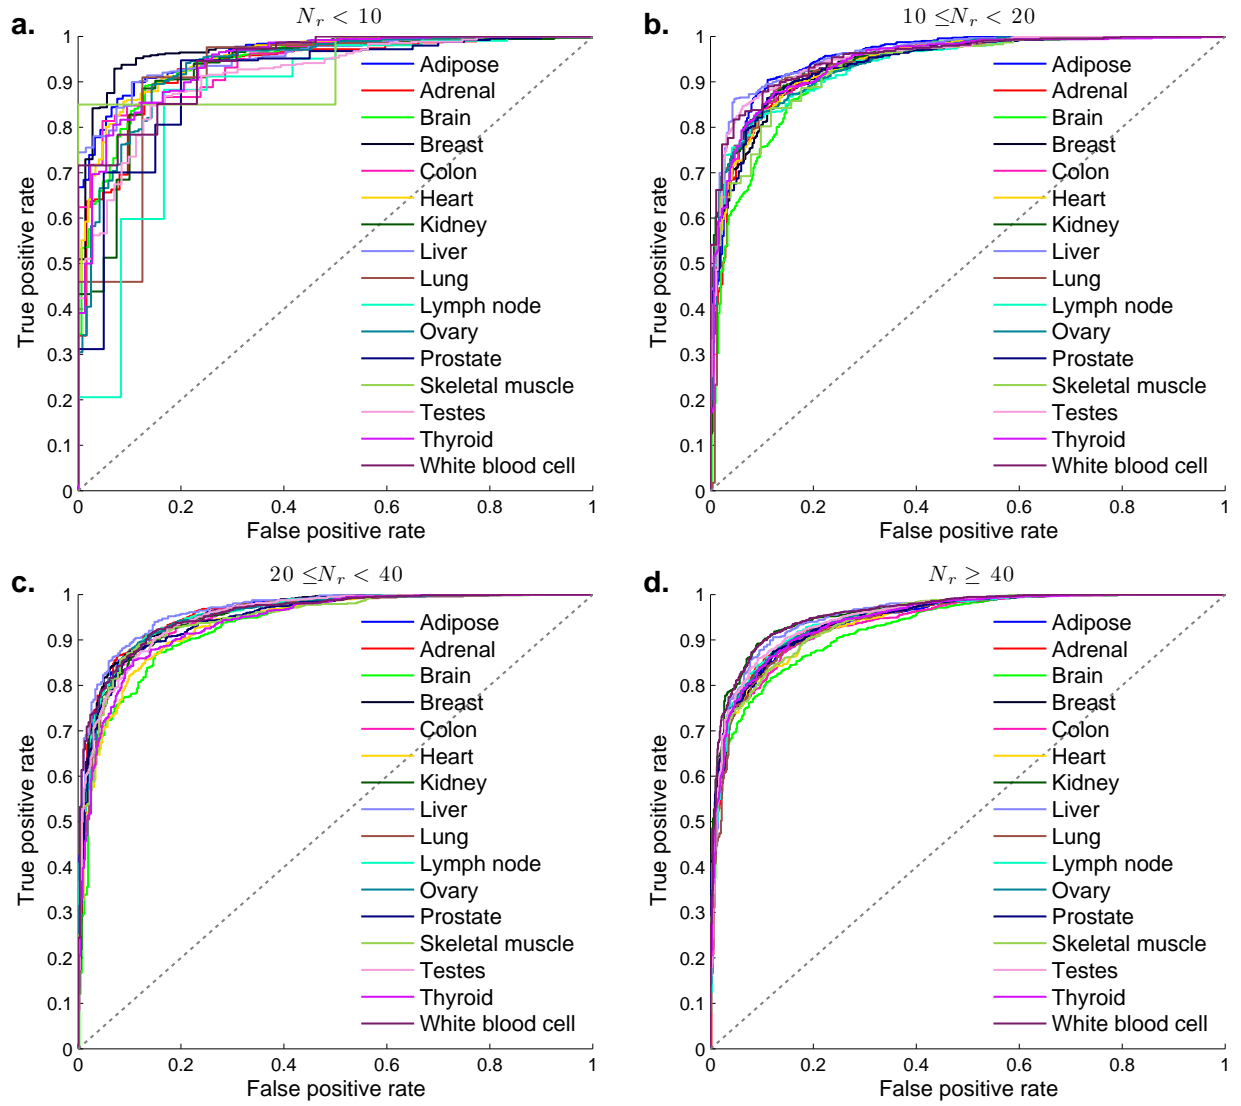 a.
N_r < 10
1
0.9
0.8
0.7
0.6
0.5
0.4
0.3
0.2
0.1
0
True positive rate
Adipose
Adrenal
Brain
Breast
Colon
Heart
Kidney
Liver
Lung
Lymph node
Ovary
Prostate
Skeletal muscle
Testes
Thyroid
White blood cell
0 0.2 0.4 0.6 0.8 1
False positive rate
b.
10 ≤N_r < 20
1
0.9
0.8
0.7
0.6
0.5
0.4
0.3
0.2
0.1
0
True positive rate
Adipose
Adrenal
Brain
Breast
Colon
Heart
Kidney
Liver
Lung
Lymph node
Ovary
Prostate
Skeletal muscle
Testes
Thyroid
White blood cell
0 0.2 0.4 0.6 0.8 1
False positive rate
c.
20 ≤N_r < 40
1
0.9
0.8
0.7
0.6
0.5
0.4
0.3
0.2
0.1
0
True positive rate
Adipose
Adrenal
Brain
Breast
Colon
Heart
Kidney
Liver
Lung
Lymph node
Ovary
Prostate
Skeletal muscle
Testes
Thyroid
White blood cell
0 0.2 0.4 0.6 0.8 1
False positive rate
d.
N_r ≥ 40
1
0.9
0.8
0.7
0.6
0.5
0.4
0.3
0.2
0.1
0
True positive rate
Adipose
Adrenal
Brain
Breast
Colon
Heart
Kidney
Liver
Lung
Lymph node
Ovary
Prostate
Skeletal muscle
Testes
Thyroid
White blood cell
0 0.2 0.4 0.6 0.8 1
False positive rate